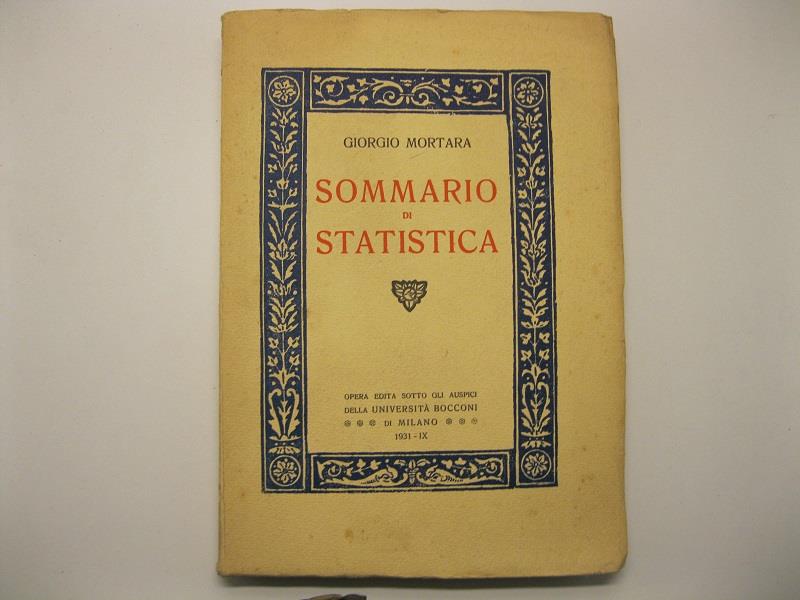 GIORGIO MORTARA
SOMMARIO
DI
STATISTICA
OPERA EDITA SOTTO GLI AUSPICI
DELLA UNIVERSITÀ BOCCONI
DI MILANO
1931-IX